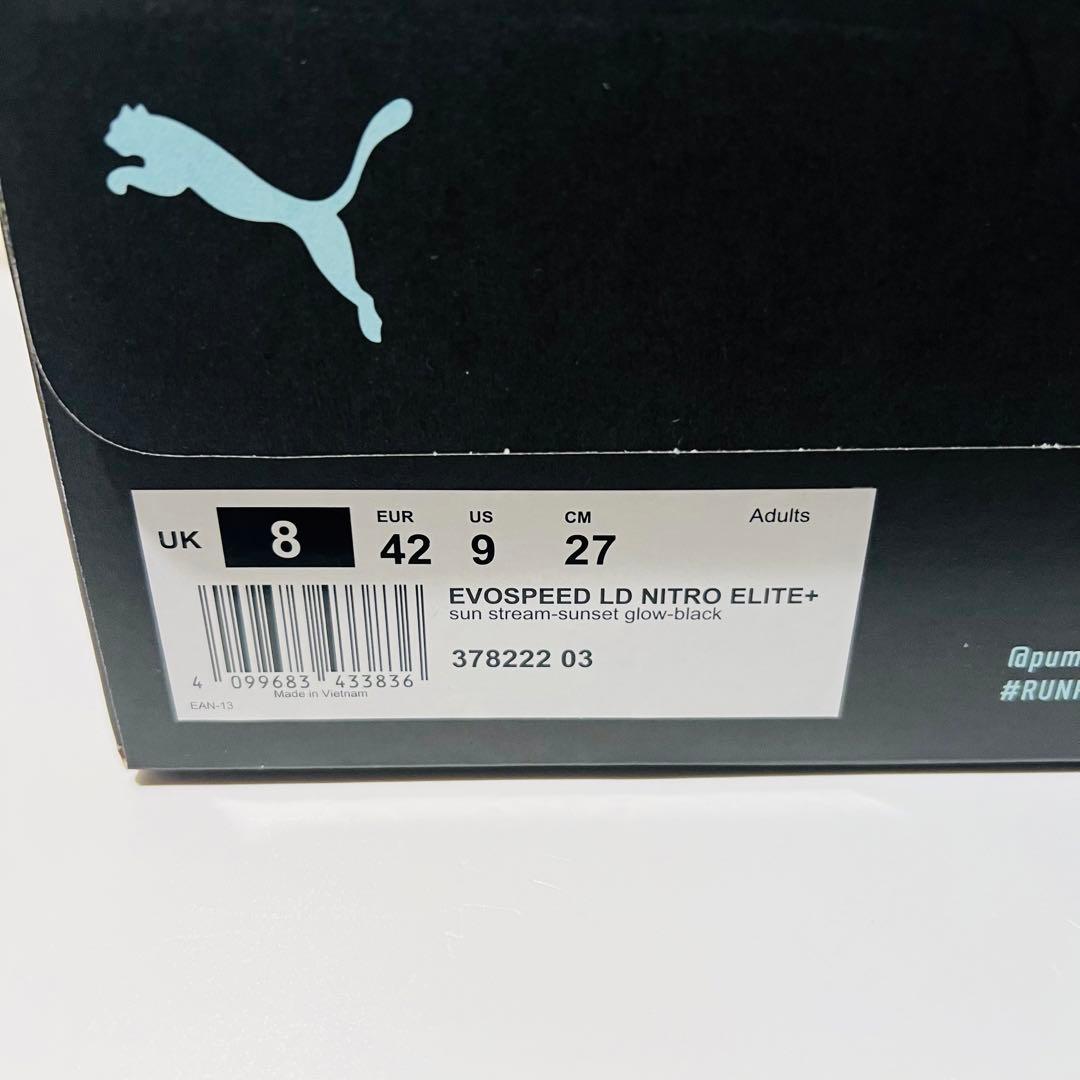 UK 8 EUR 42 US 9 CM 27 Adults
EVOSPEED LD NITRO ELITE+
sun stream-sunset glow-black
378222 03
4 099683 433836
Made in Vietnam
EAN-13
@pum
#RUN